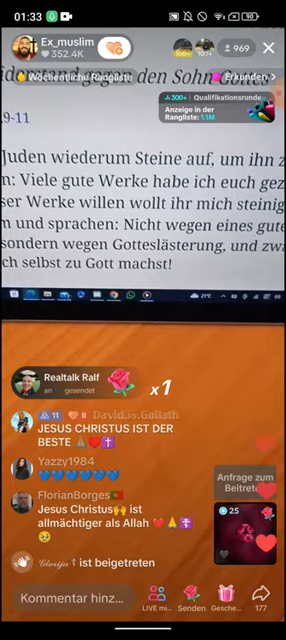 01:33
90
Ex_muslim
352.4K
100+
969
den Sohn
Wöchentliche Rangliste
Erkunden >
300+ | Qualifikationsrunde
Anzeige in der
Rangliste: 1.1M
.9-11
Juden wiederum Steine auf, um ihn z
n: Viele gute Werke habe ich euch gez
ser Werke willen wollt ihr mich steinig
m und sprachen: Nicht wegen eines gute
sondern wegen Gotteslästerung, und zwa
ch selbst zu Gott machst!
21°C
Realtalk Ralf
an gesendet
x1
11 II David.vs.Goliath
JESUS CHRISTUS IST DER
BESTE 🙏❤️✝️
Yazzy1984
💙💙💙💙💙💙
FlorianBorges🇵🇹
Jesus Christus🙌 ist
allmächtiger als Allah ❤️🙏✝️
🥹
ist beigetreten
Anfrage zum
25
Kommentar hinz...
LIVE mi...
Senden
Gesche...
177